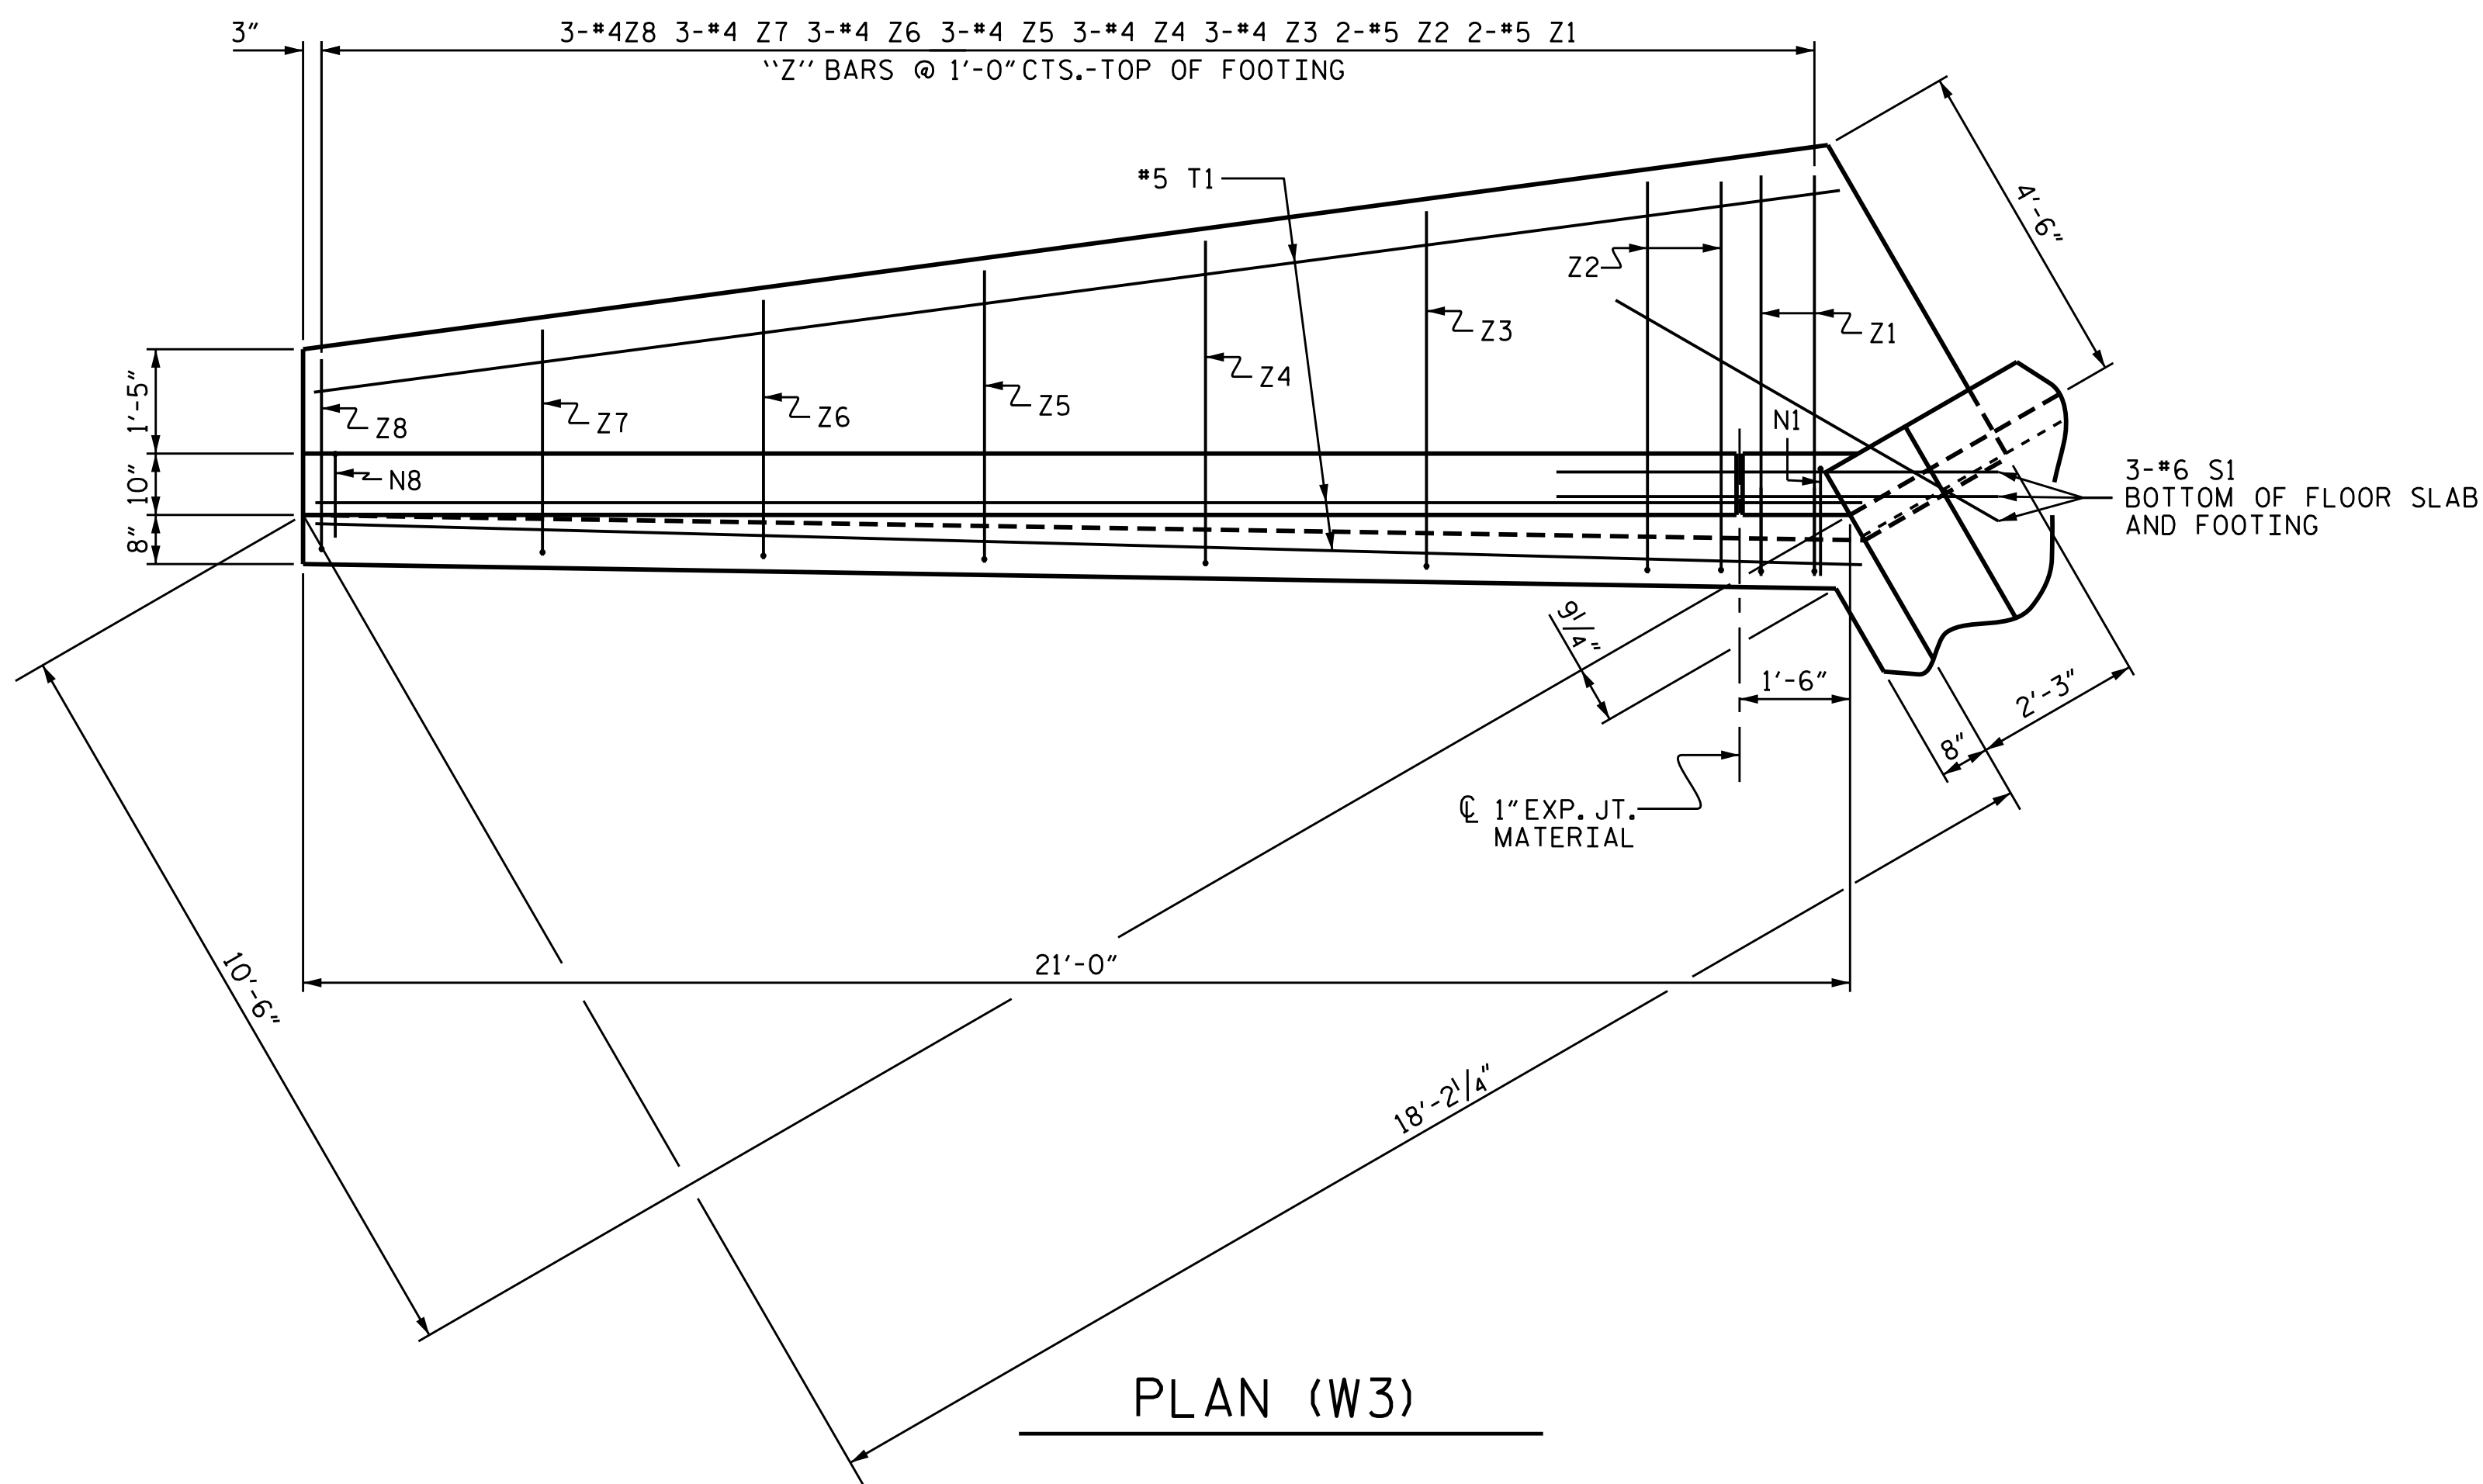 3" 3-#4Z8 3-#4 Z7 3-#4 Z6 3-#4 Z5 3-#4 Z4 3-#4 Z3 2-#5 Z2 2-#5 Z1
"Z" BARS @ 1'-0"CTS.-TOP OF FOOTING
#5 T1
4'-6"
Z2
Z3
Z1
Z4
Z5
Z6
Z7
Z8
1'-5"
N1
N8
10"
8"
3-#6 S1
BOTTOM OF FLOOR SLAB
AND FOOTING
9 1/4"
1'-6"
2'-3"
8"
℄ 1"EXP. JT.
MATERIAL
10'-6"
21'-0"
18'-2 1/4"
PLAN (W3)